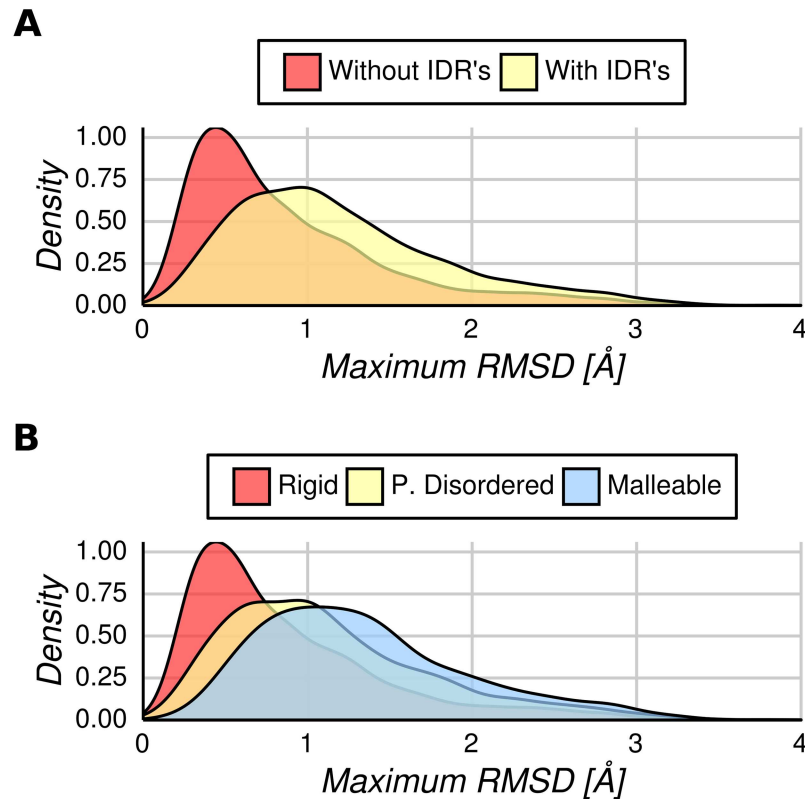 A
Without IDR's With IDR's
1.00
0.75
0.50
0.25
0.00
Density
0 1 2 3 4
Maximum RMSD [Å]
B
Rigid P. Disordered Malleable
1.00
0.75
0.50
0.25
0.00
Density
0 1 2 3 4
Maximum RMSD [Å]